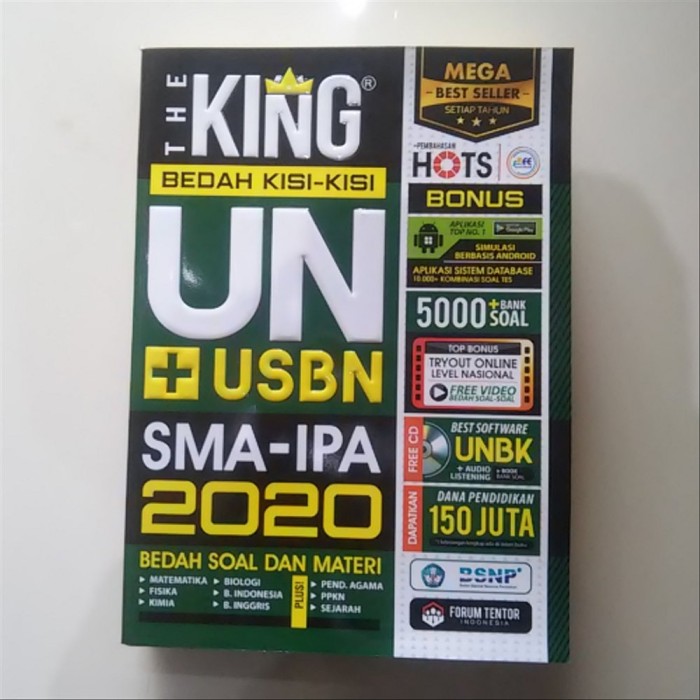 THE
KING®
BEDAH KISI-KISI
UN
+ USBN
SMA-IPA
2020
BEDAH SOAL DAN MATERI
MATEMATIKA
FISIKA
KIMIA
BIOLOGI
B. INDONESIA
B. INGGRIS
PLUS!
PEND. AGAMA
PPKN
SEJARAH
MEGA
BEST SELLER
SETIAP TAHUN
+PEMBAHASAN
HOTS
BONUS
APLIKASI
TOP NO. 1
Google Play
SIMULASI
BERBASIS ANDROID
APLIKASI SISTEM DATABASE
10.000+ KOMBINASI SOAL TES
5000 +BANK
SOAL
TOP BONUS
TRYOUT ONLINE
LEVEL NASIONAL
FREE VIDEO
BEDAH SOAL-SOAL
FREE CD
BEST SOFTWARE
UNBK
+ AUDIO
LISTENING
BANK SOAL
DAPATKAN
DANA PENDIDIKAN
150 JUTA
BSNP
FORUM TENTOR
INDONESIA